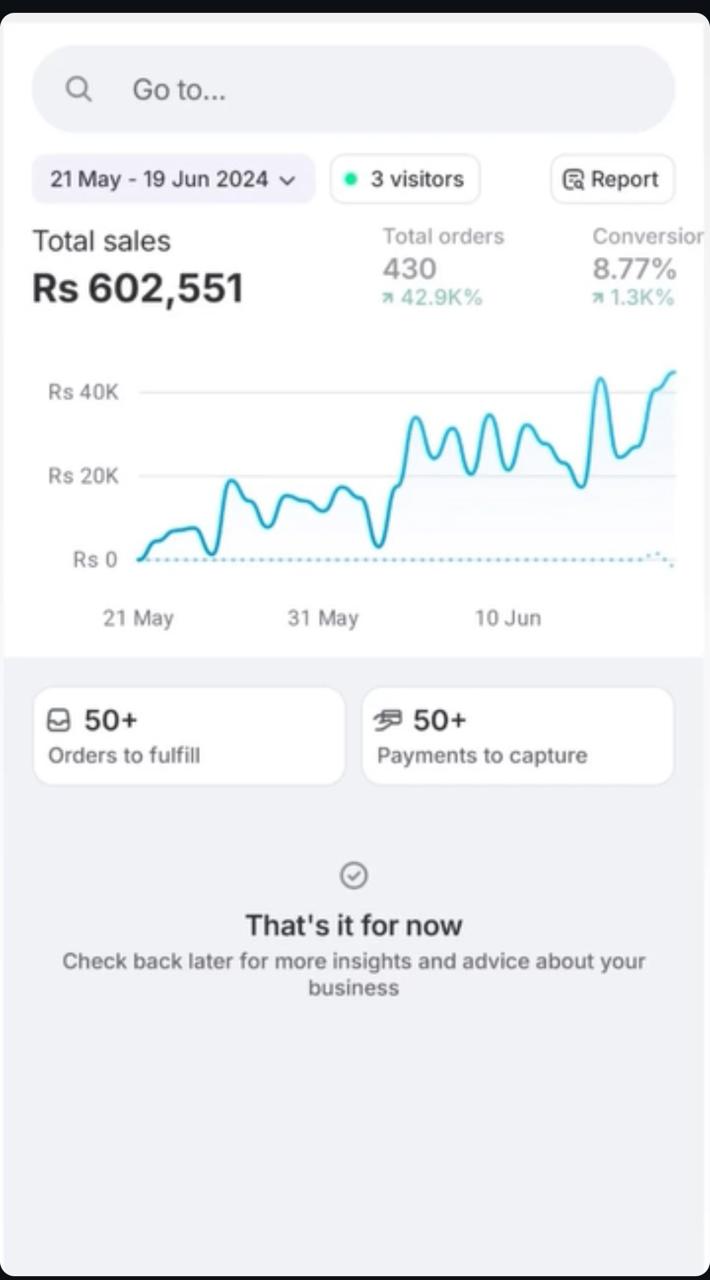 Go to...
21 May - 19 Jun 2024
3 visitors
Report
Total sales
Rs 602,551
Total orders
430
42.9K%
Conversior
8.77%
1.3K%
Rs 40K
Rs 20K
Rs 0
21 May
31 May
10 Jun
50+
Orders to fulfill
50+
Payments to capture
That's it for now
Check back later for more insights and advice about your
business